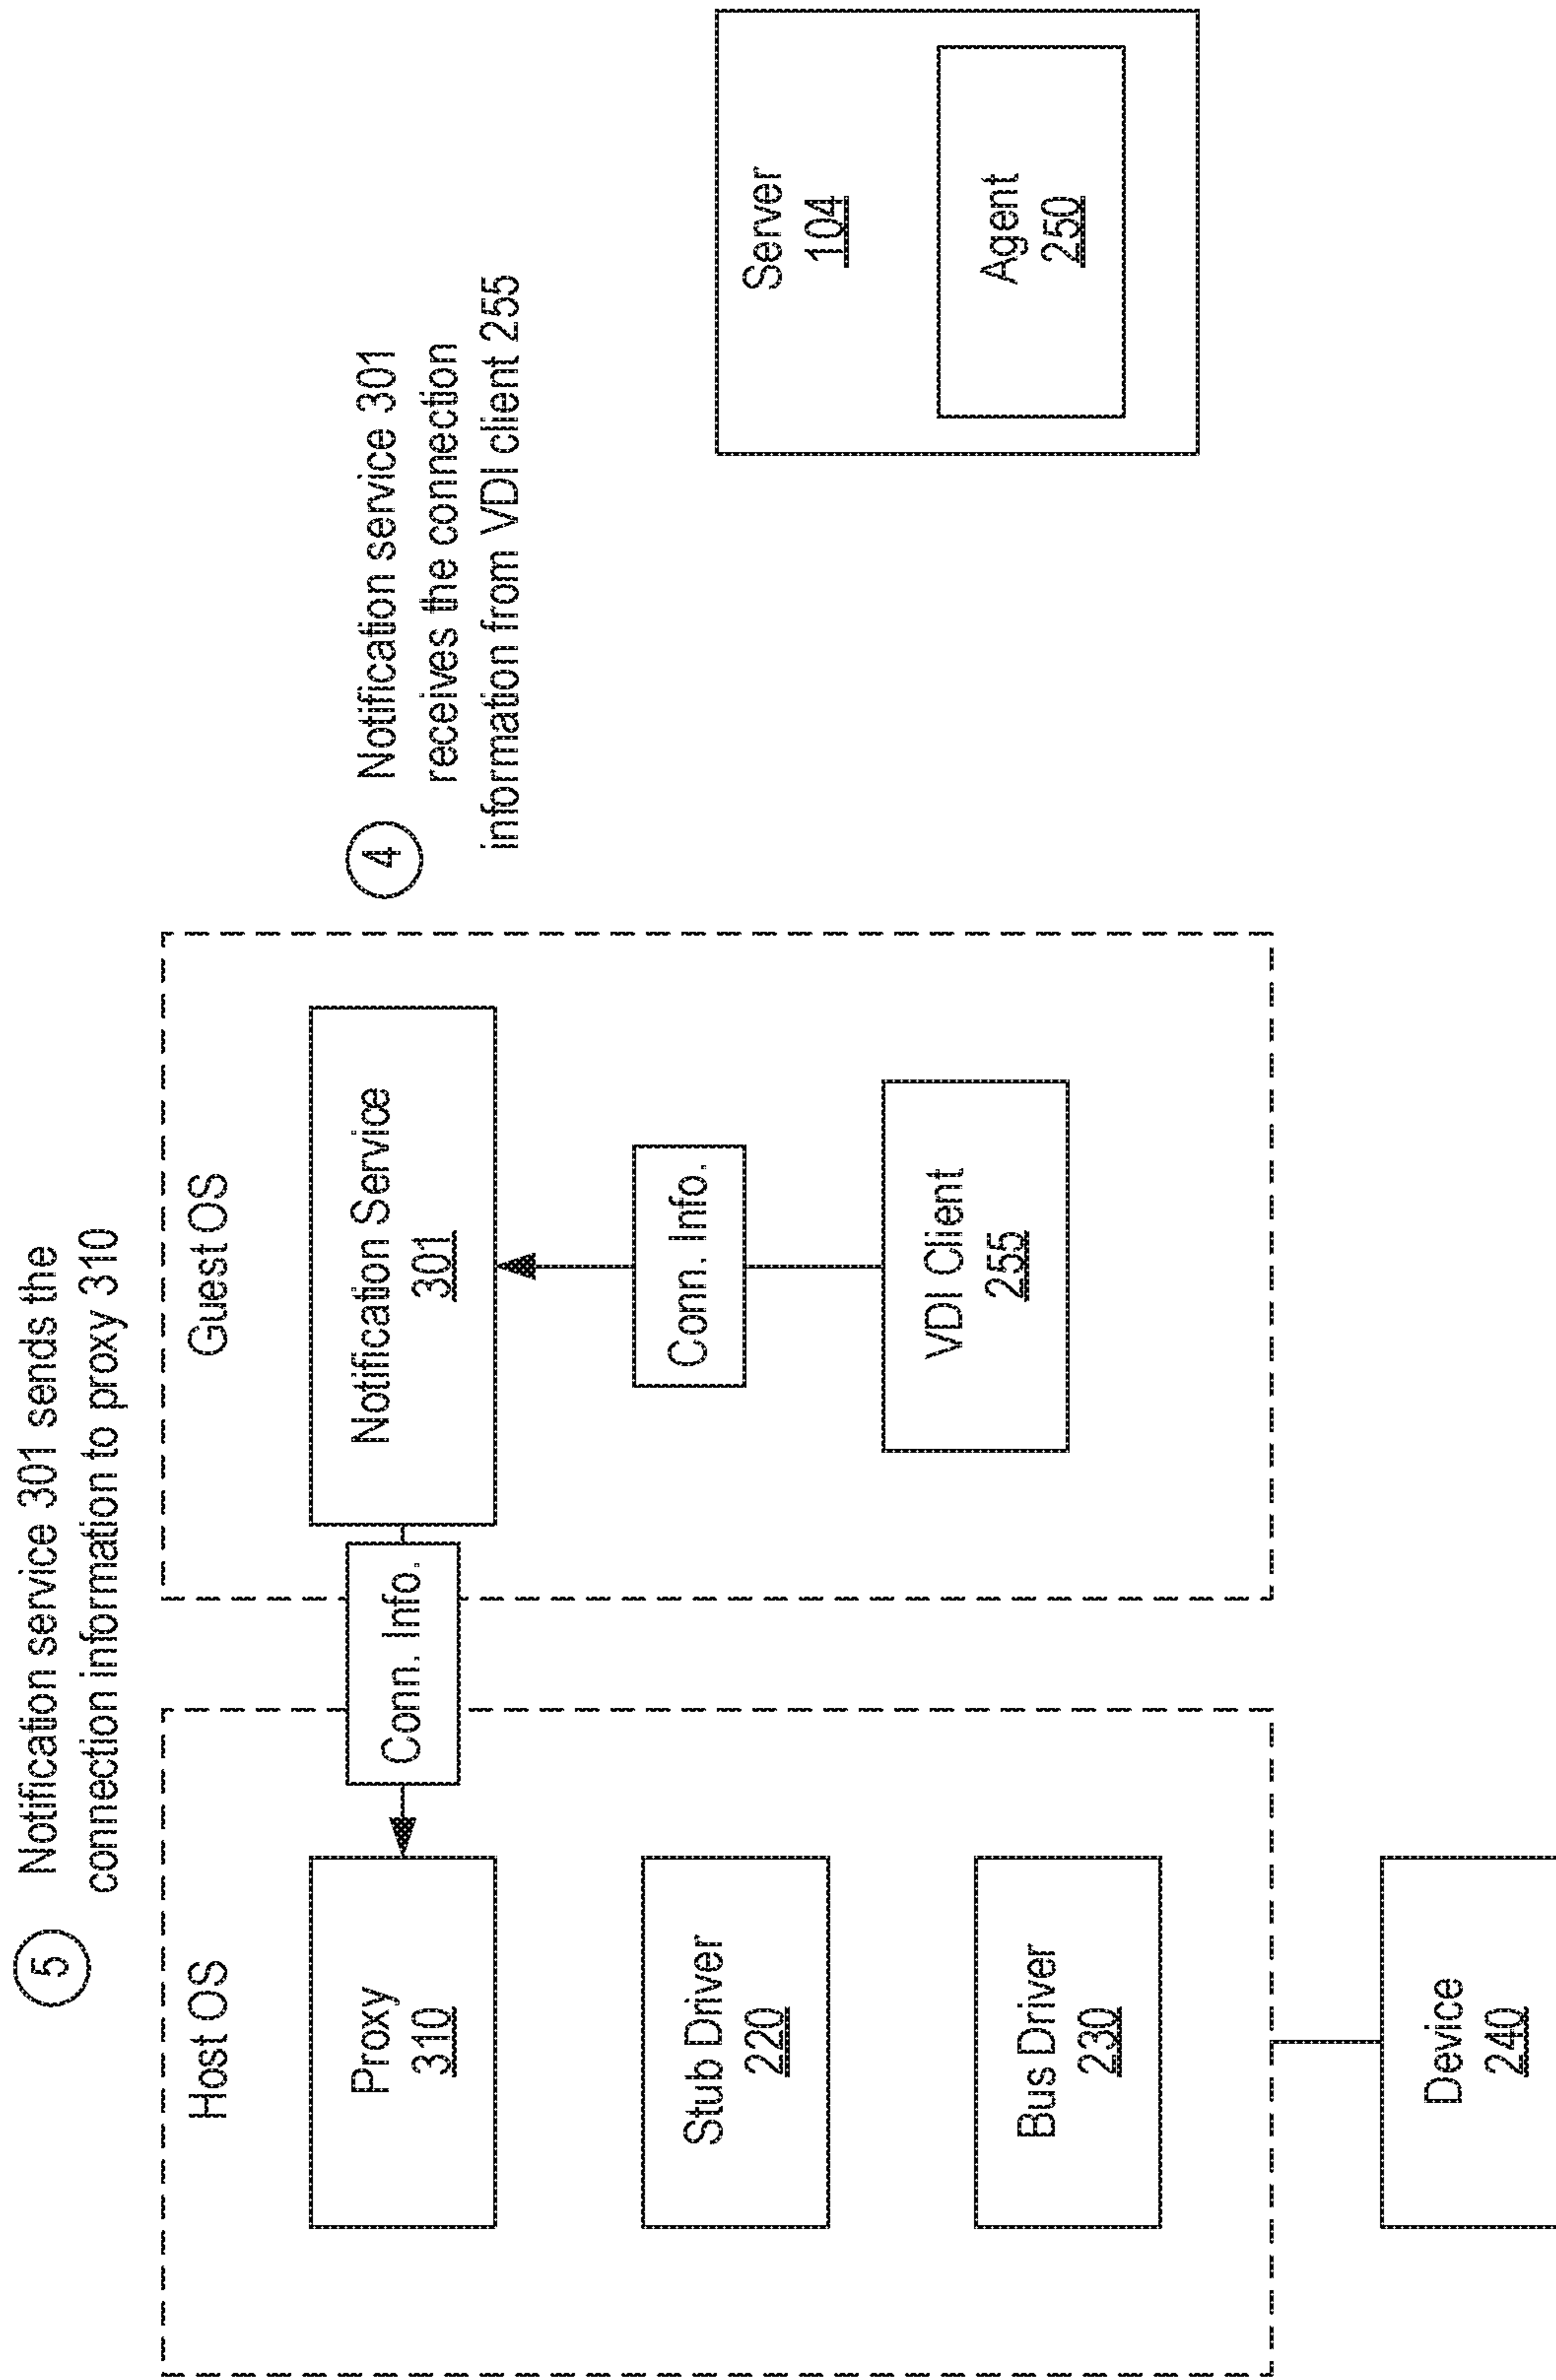 5
Notification service 301 sends the
connection information to proxy 310
Host OS
Proxy
310
Stub Driver
220
Bus Driver
230
Device
240
Conn. Info.
Guest OS
Notification Service
301
Conn. Info.
VDI Client
255
4
Notification service 301
receives the connection
information from VDI client 255
Server
104
Agent
250